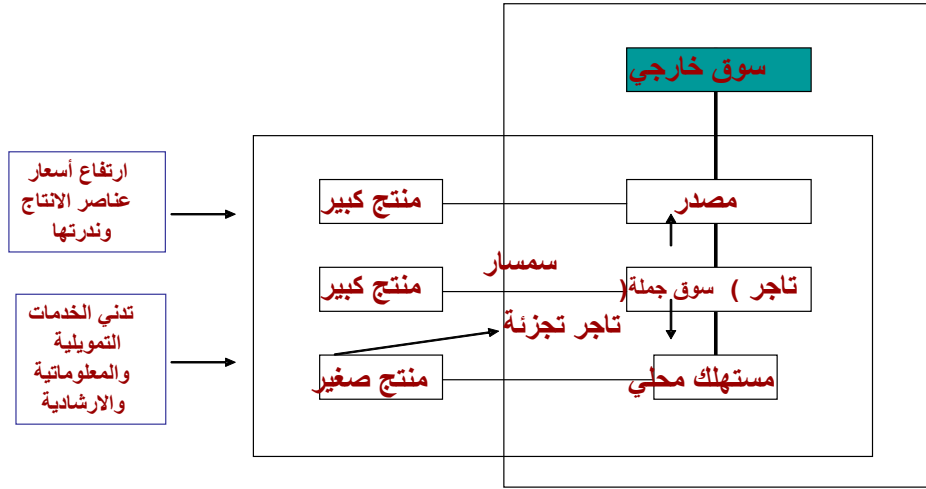 سوق خارجي
ارتفاع أسعار
عناصر الانتاج
وندرتها
منتج كبير
مصدر
سمسار
منتج كبير
تاجر ( سوق جملة)
تاجر تجزئة
تدني الخدمات
التمويلية
والمعلوماتية
والارشادية
منتج صغير
مستهلك محلي